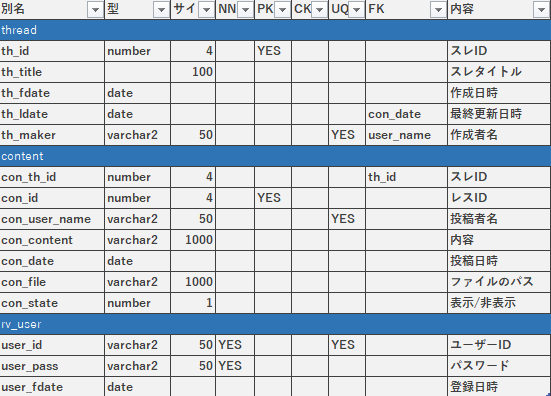 別名 型 サイ NN PK CK UQ FK 内容
thread
th_id number 4 YES スレID
th_title 100 スレタイトル
th_fdate date 作成日時
th_ldate date con_date 最終更新日時
th_maker varchar2 50 YES user_name 作成者名
content
con_th_id number 4 th_id スレID
con_id number 4 YES レスID
con_user_name varchar2 50 YES 投稿者名
con_content varchar2 1000 内容
con_date date 投稿日時
con_file varchar2 1000 ファイルのパス
con_state number 1 表示/非表示
rv_user
user_id varchar2 50 YES YES ユーザーID
user_pass varchar2 50 YES パスワード
user_fdate date 登録日時